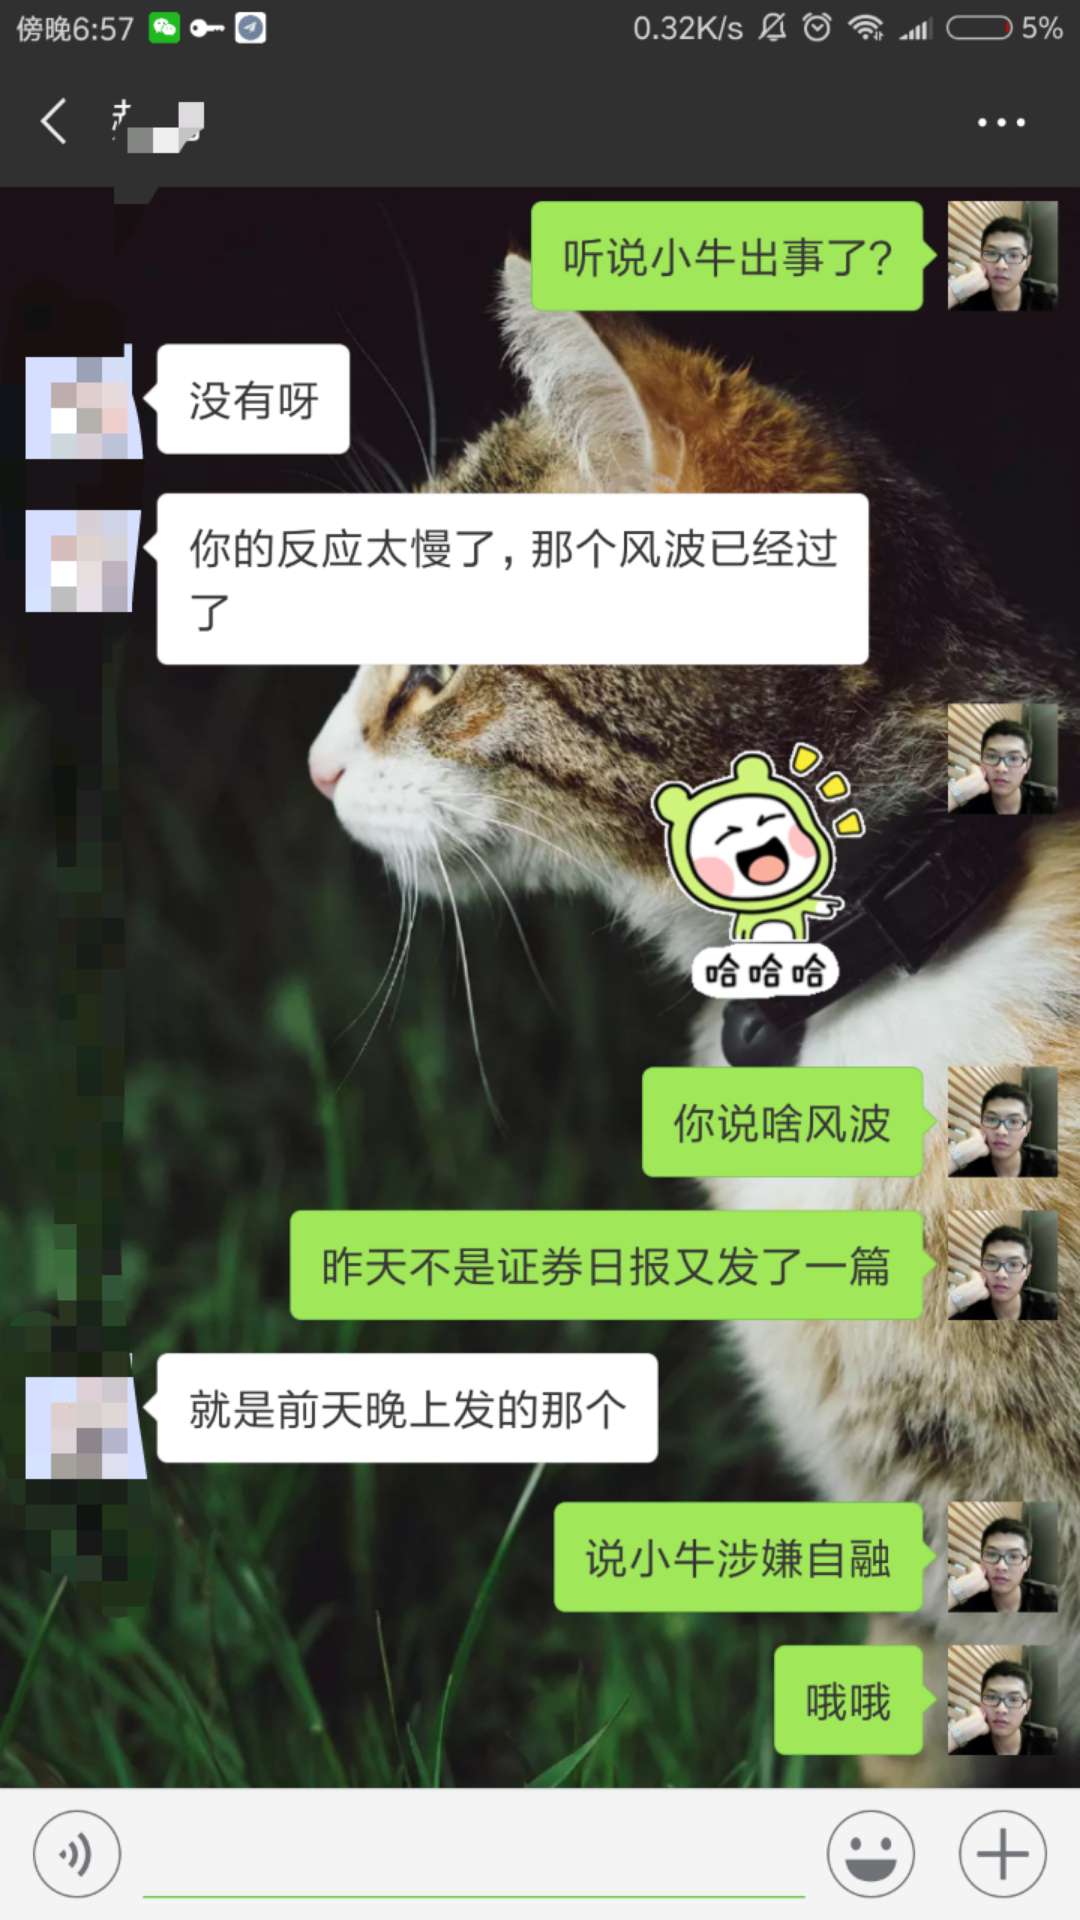 傍晚6:57
0.32K/s
5%
听说小牛出事了?
没有呀
你的反应太慢了,那个风波已经过
了
哈哈哈
你说啥风波
昨天不是证券日报又发了一篇
就是前天晚上发的那个
说小牛涉嫌自融
哦哦